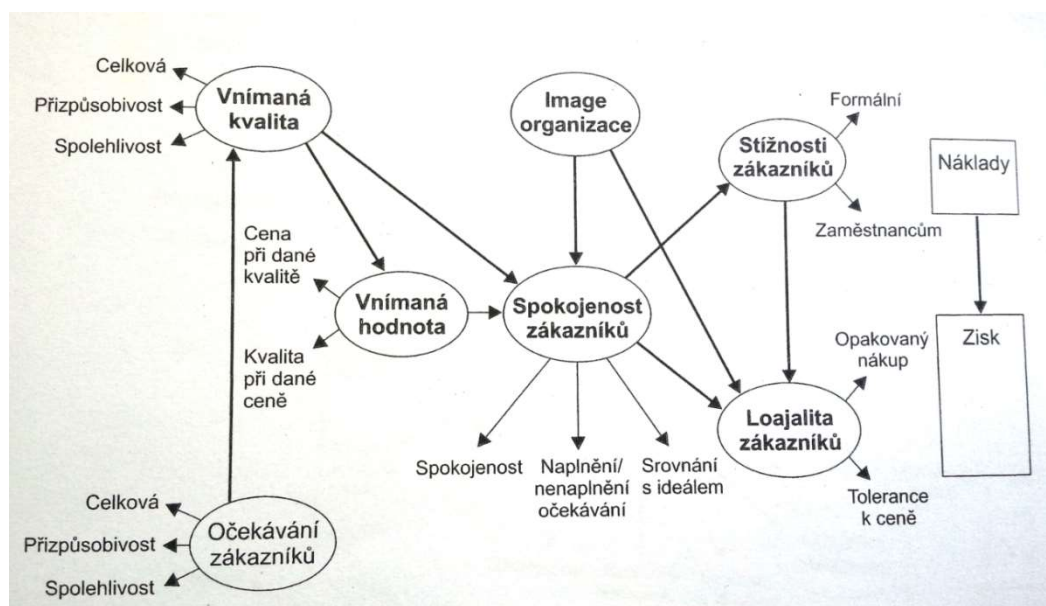 Celková
Přizpůsobivost
Spolehlivost
Vnímaná
kvalita
Image
organizace
Formální
Stížnosti
zákazníků
Zaměstnancům
Náklady
Cena
při dané
kvalitě
Vnímaná
hodnota
Kvalita
při dané
ceně
Spokojenost
zákazníků
Opakovaný
nákup
Zisk
Loajalita
zákazníků
Tolerance
k ceně
Spokojenost
Naplnění/
nenaplnění
očekávání
Srovnání
s ideálem
Celková
Přizpůsobivost
Spolehlivost
Očekávání
zákazníků